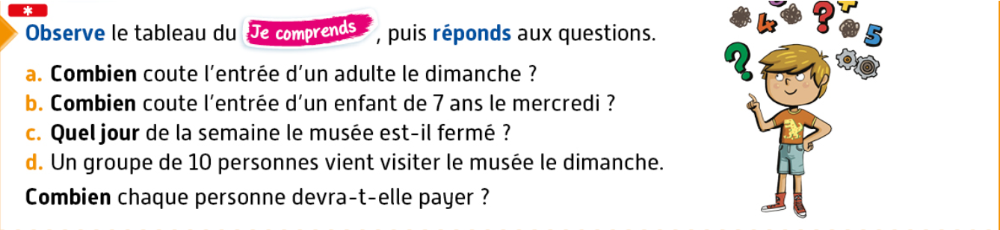 *
Observe le tableau du Je comprends , puis réponds aux questions.
a. Combien coute l'entrée d'un adulte le dimanche ?
b. Combien coute l'entrée d'un enfant de 7 ans le mercredi ?
c. Quel jour de la semaine le musée est-il fermé ?
d. Un groupe de 10 personnes vient visiter le musée le dimanche.
Combien chaque personne devra-t-elle payer ?
4 ? + 5
?